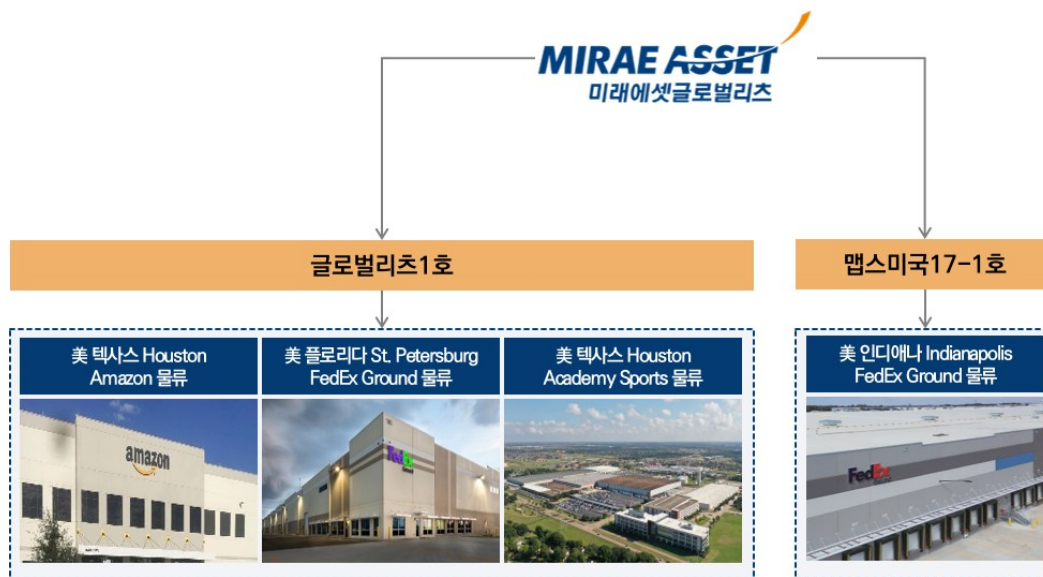 MIRAE ASSET
미래에셋글로벌리츠
글로벌리츠1호
맵스미국17-1호
美 텍사스 Houston
Amazon 물류
美 플로리다 St. Petersburg
FedEx Ground 물류
美 텍사스 Houston
Academy Sports 물류
美 인디애나 Indianapolis
FedEx Ground 물류
amazon
FedEx
FedEx